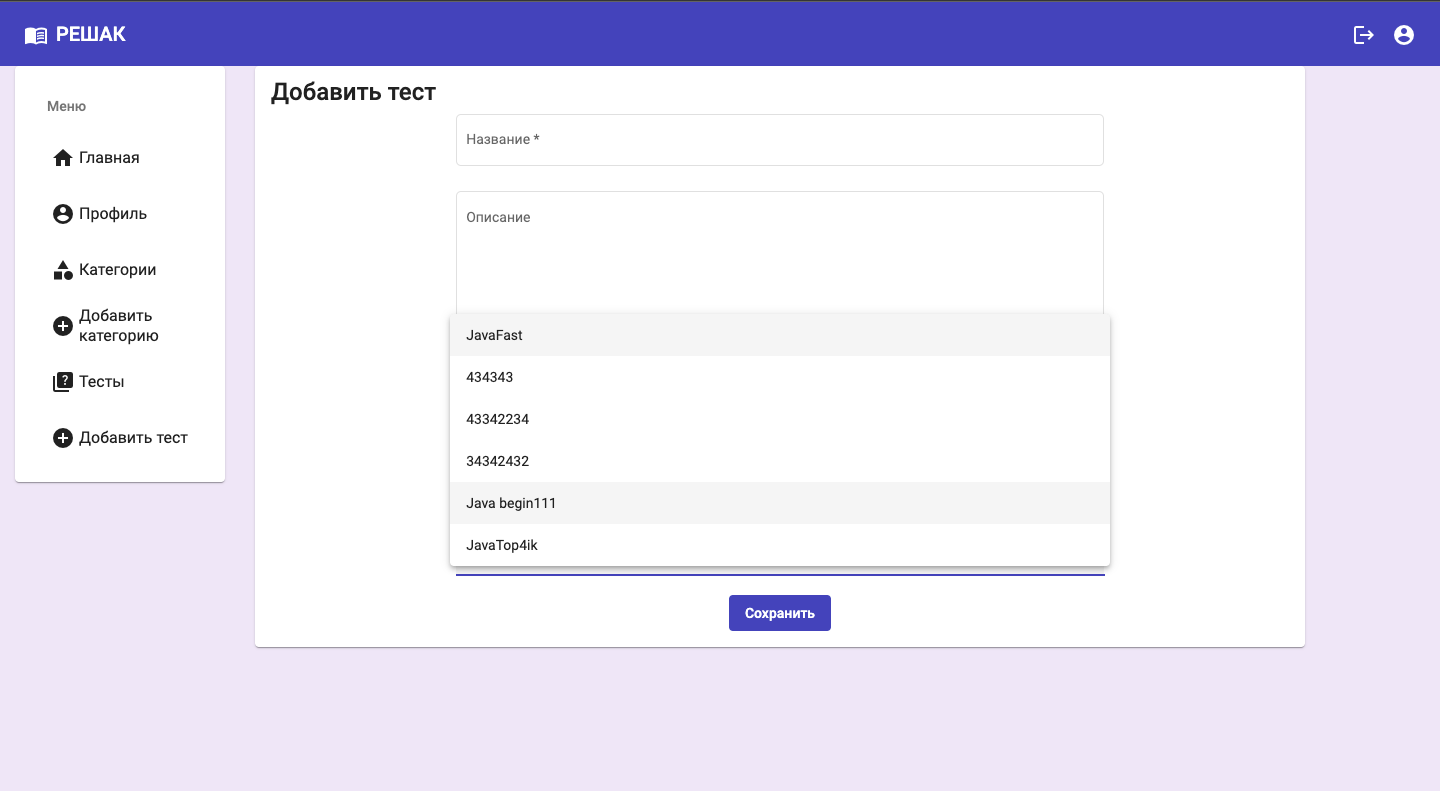 РЕШАК
Меню
Главная
Профиль
Категории
Добавить
категорию
Тесты
Добавить тест
Добавить тест
Название *
Описание
JavaFast
434343
43342234
34342432
Java begin111
JavaTop4ik
Сохранить